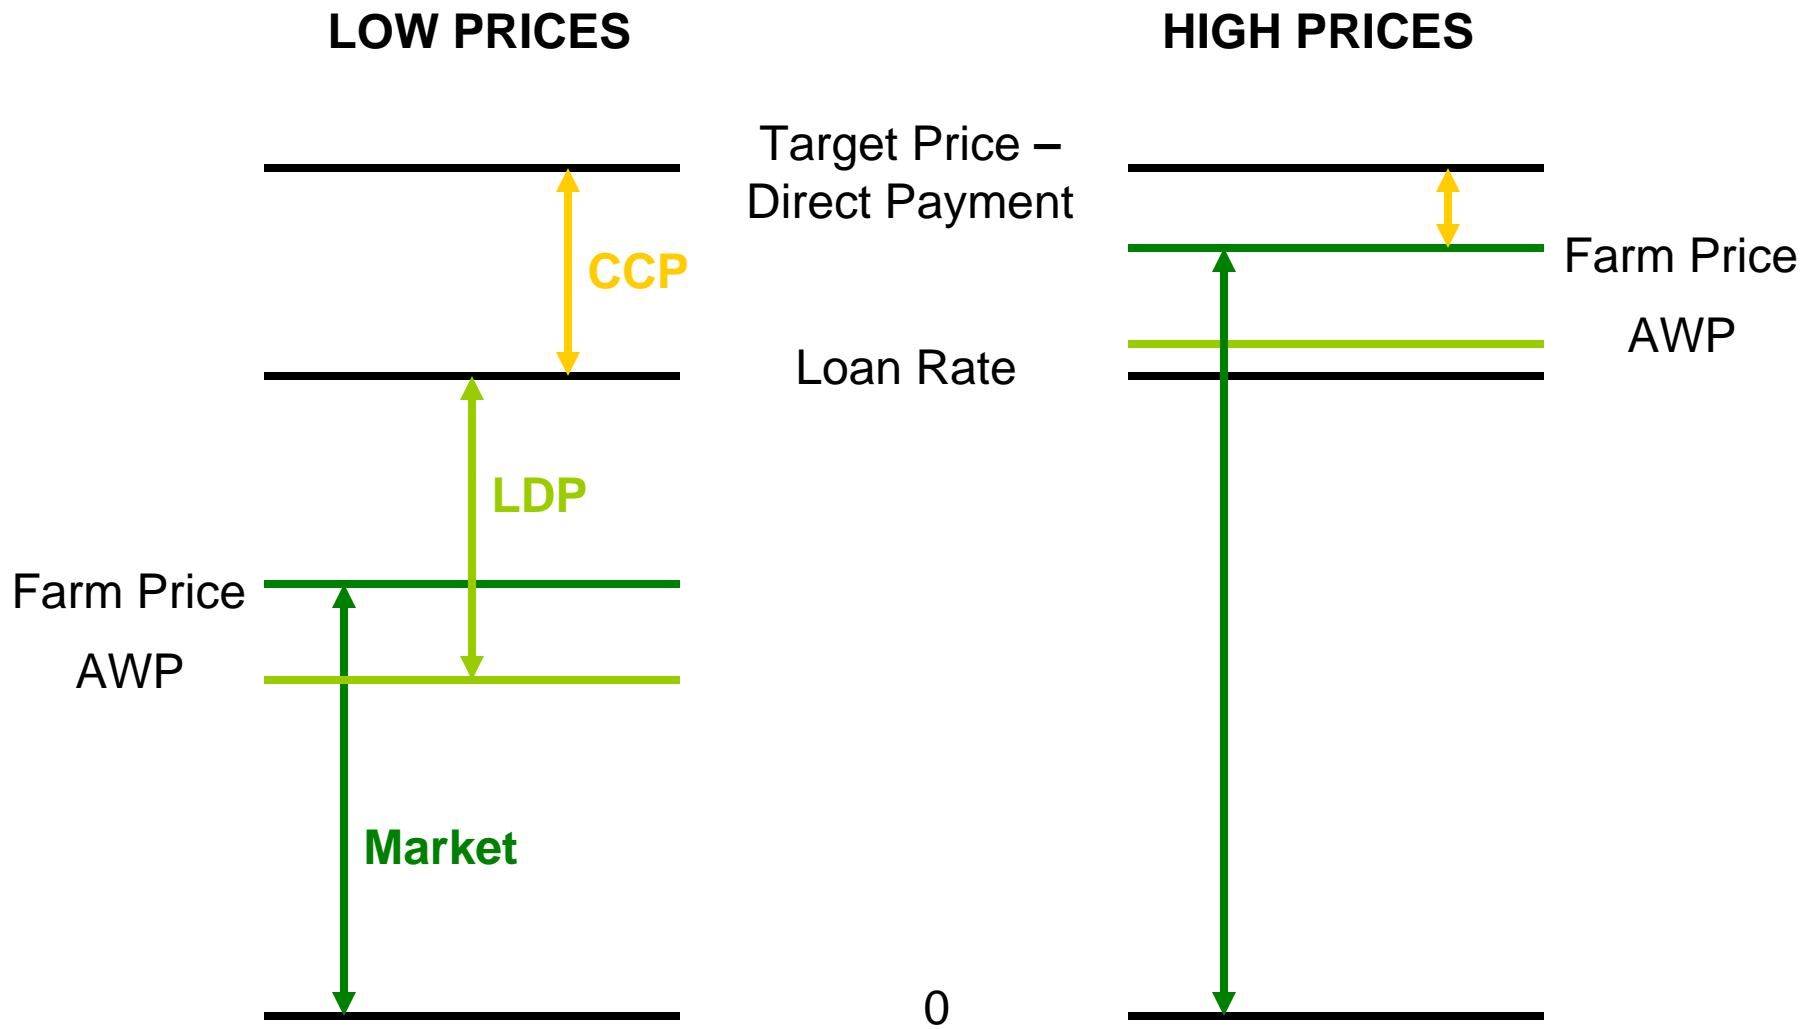 LOW PRICES
HIGH PRICES
Target Price –
Direct Payment
CCP
Farm Price
AWP
Loan Rate
LDP
Farm Price
AWP
Market
0